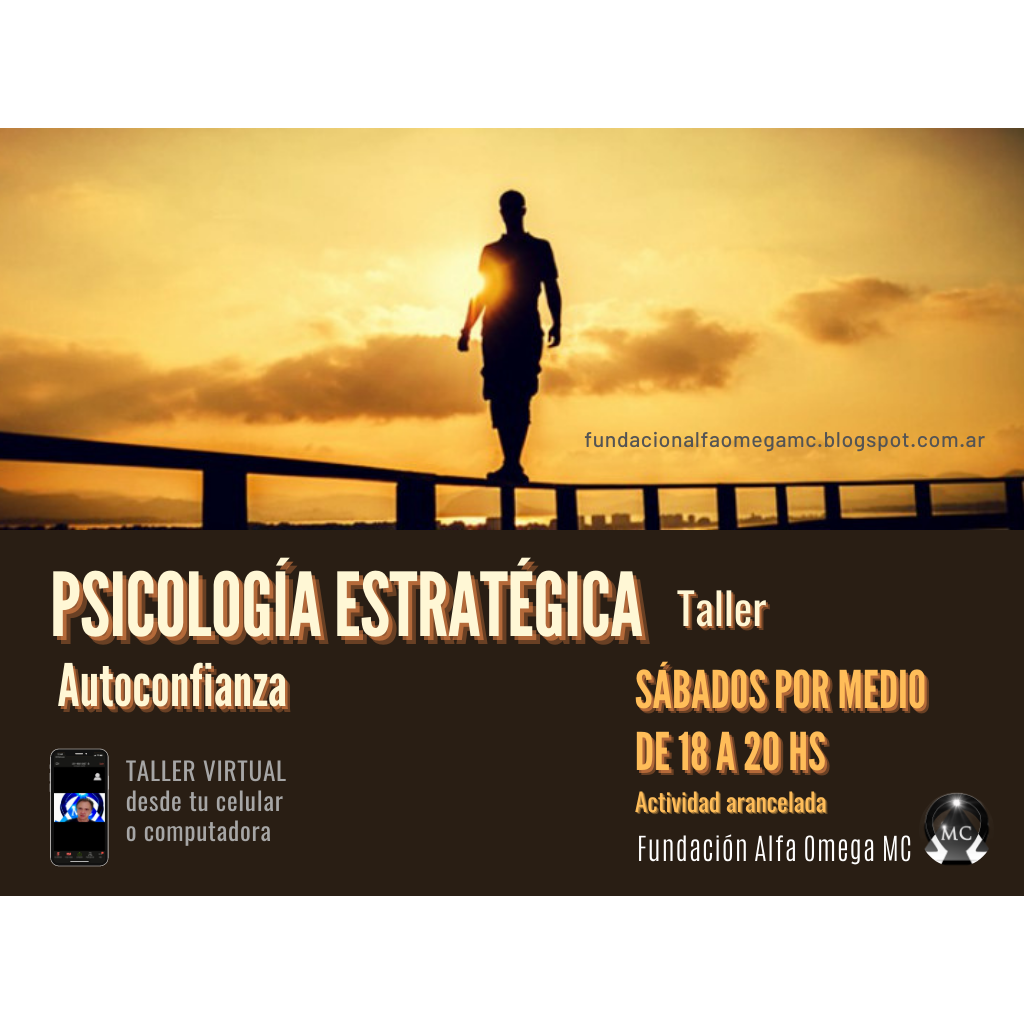 fundacionalfaomegamc.blogspot.com.ar
PSICOLOGÍA ESTRATÉGICA
Taller
Autoconfianza
SÁBADOS POR MEDIO
DE 18 A 20 HS
Actividad arancelada
TALLER VIRTUAL
desde tu celular
o computadora
Fundación Alfa Omega MC
MC